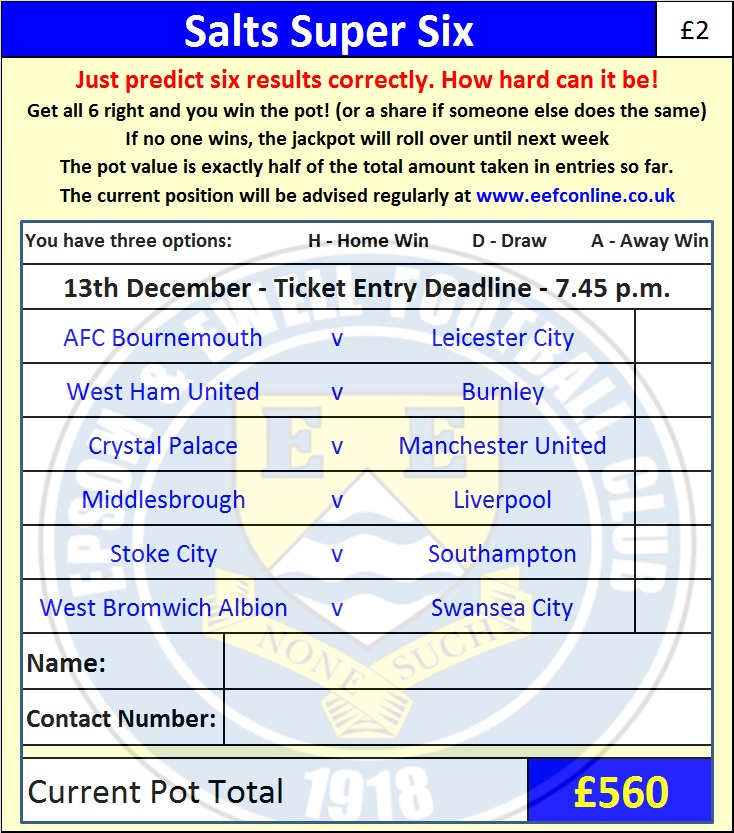 Salts Super Six £2
Just predict six results correctly. How hard can it be!
Get all 6 right and you win the pot! (or a share if someone else does the same)
If no one wins, the jackpot will roll over until next week
The pot value is exactly half of the total amount taken in entries so far.
The current position will be advised regularly at www.eefconline.co.uk
You have three options: H - Home Win D - Draw A - Away Win
13th December - Ticket Entry Deadline - 7.45 p.m.
AFC Bournemouth v Leicester City
West Ham United v Burnley
Crystal Palace v Manchester United
Middlesbrough v Liverpool
Stoke City v Southampton
West Bromwich Albion v Swansea City
Name:
Contact Number:
Current Pot Total £560
EPSOM & EWELL FOOTBALL CLUB
E E
NONE SUCH
1918